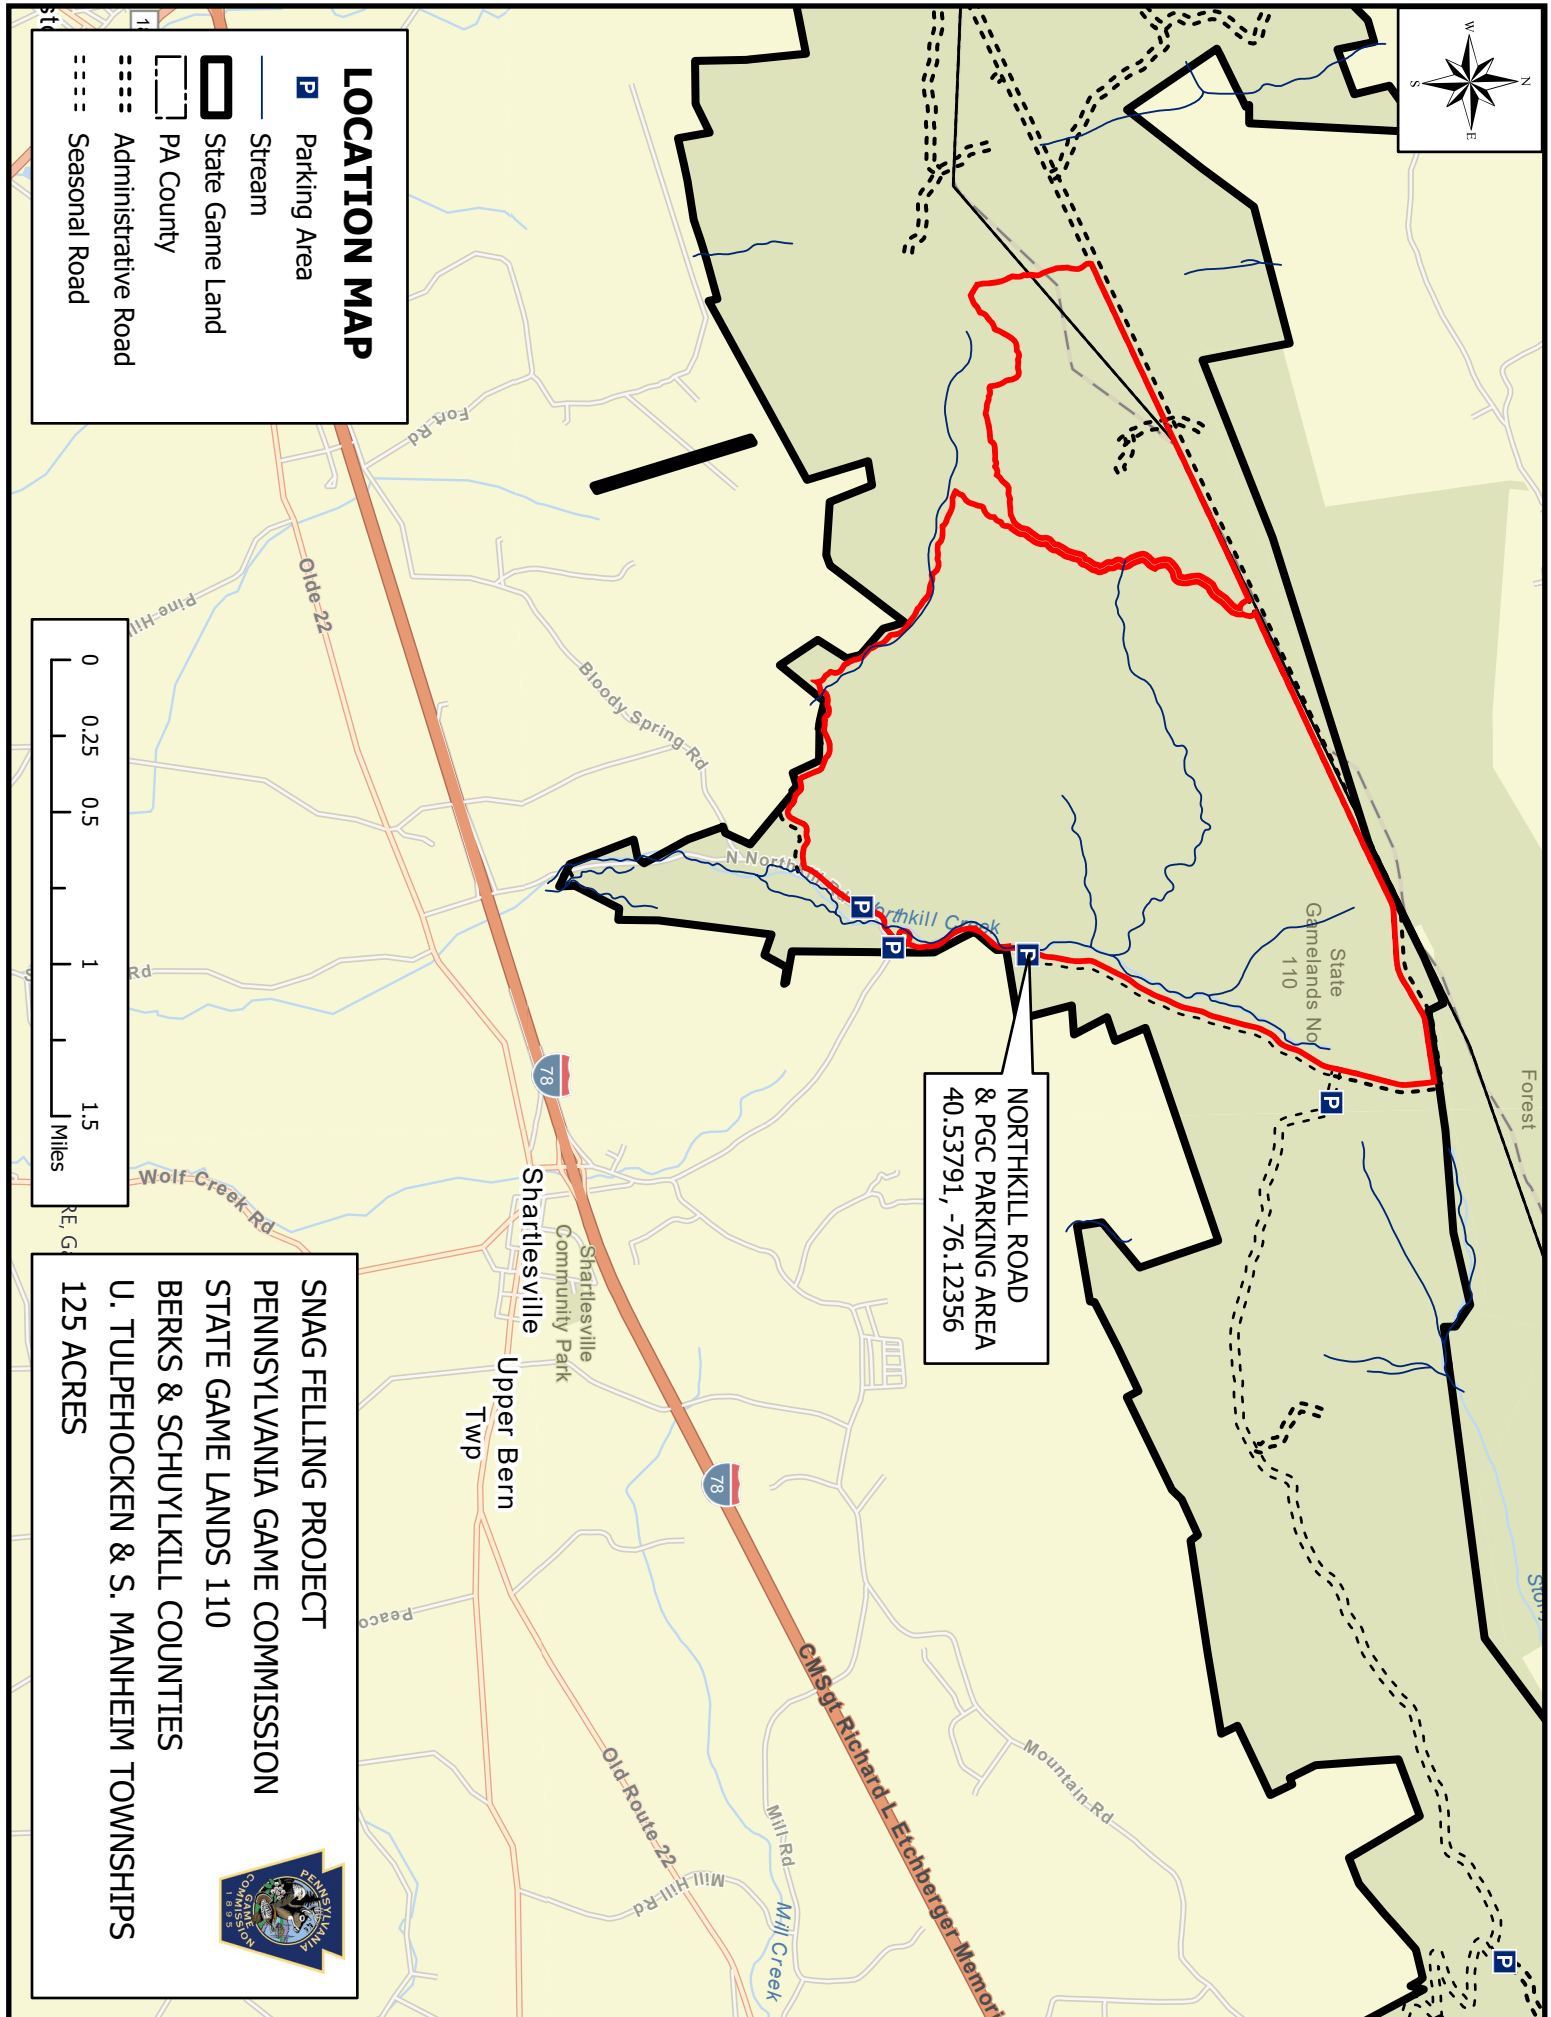 N
W
E
S
State
Gamelands No
110
Forest
NORTHKILL ROAD
& PGC PARKING AREA
40.53791, -76.12356
P
P
P
P
P
Northkill Creek
Bloody Spring Rd
Fort Rd
Olde 22
Pine Hill
Rd
78
78
Shartlesville
Shartlesville
Community Park
Upper Bern
Twp
Wolf Creek Rd
CMSgt Richard L Etchberger Memori
Mountain Rd
Mill Rd
Mill Hill Rd
Mill Creek
Old Route 22
Peaco
LOCATION MAP
P Parking Area
Stream
State Game Land
PA County
Administrative Road
Seasonal Road
0 0.25 0.5 1 1.5
Miles
SNAG FELLING PROJECT
PENNSYLVANIA GAME COMMISSION
STATE GAME LANDS 110
BERKS & SCHUYLKILL COUNTIES
U. TULPEHOCKEN & S. MANHEIM TOWNSHIPS
125 ACRES
PENNSYLVANIA
GAME
COMMISSION
1895